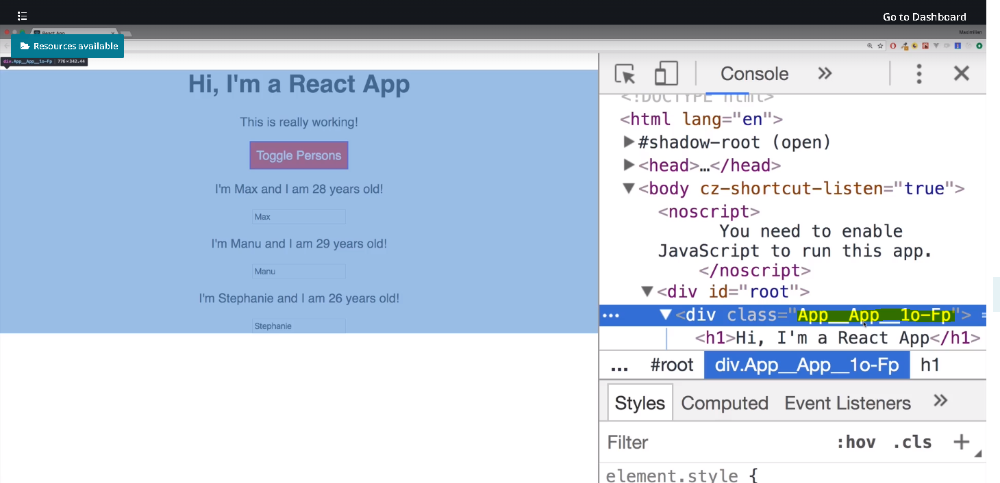 Go to Dashboard
React App
Maximilian
Resources available
div.App__App__1o-Fp | 776×342.44
Hi, I'm a React App
This is really working!
Toggle Persons
I'm Max and I am 28 years old!
Max
I'm Manu and I am 29 years old!
Manu
I'm Stephanie and I am 26 years old!
Stephanie
Console
<!DOCTYPE html>
<html lang="en">
#shadow-root (open)
<head>…</head>
<body cz-shortcut-listen="true">
<noscript>
You need to enable
JavaScript to run this app.
</noscript>
<div id="root">
<div class="App__App__1o-Fp"> =
<h1>Hi, I'm a React App</h1>
... #root div.App__App__1o-Fp h1
Styles Computed Event Listeners
Filter :hov .cls +
element.style {